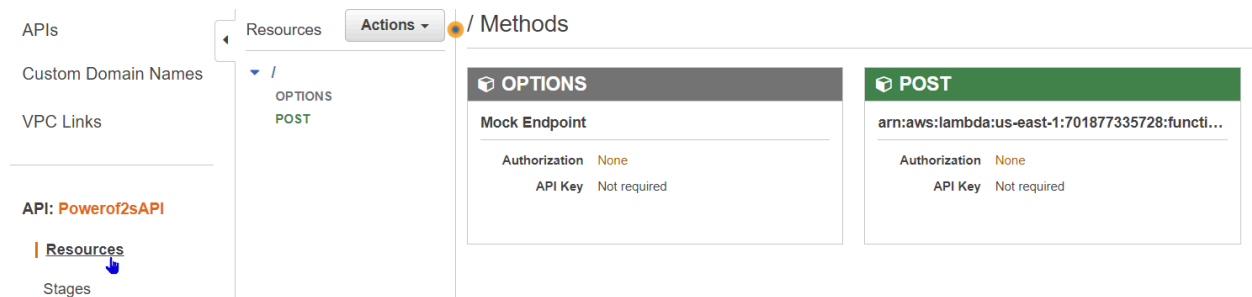 APIs
Custom Domain Names
VPC Links
API: Powerof2sAPI
Resources
Stages
Resources
Actions
/
OPTIONS
POST
/ Methods
OPTIONS
Mock Endpoint
Authorization None
API Key Not required
POST
arn:aws:lambda:us-east-1:701877335728:functi...
Authorization None
API Key Not required